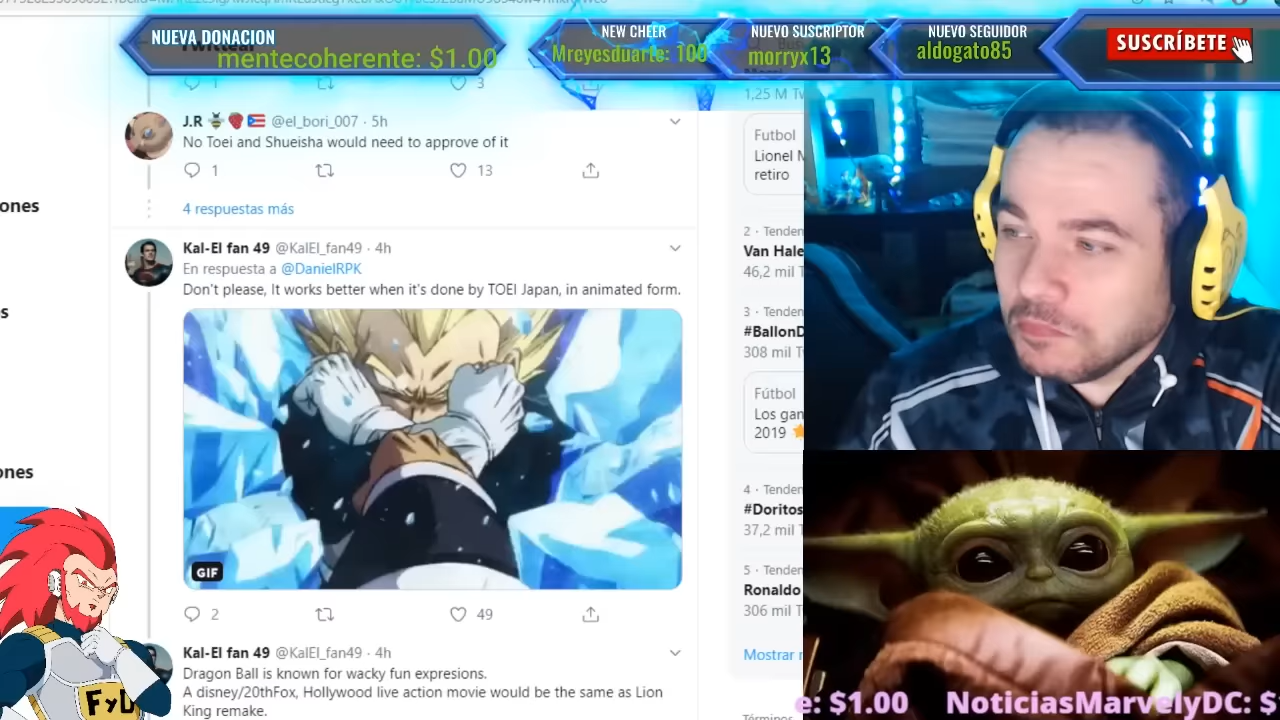 NUEVA DONACION
mentecoherente: $1.00
NEW CHEER
Mreyesduarte: 100
NUEVO SUSCRIPTOR
morryx13
NUEVO SEGUIDOR
aldogato85
SUSCRÍBETE
1
3
J.R @el_bori_007 · 5h
No Toei and Shueisha would need to approve of it
1
13
4 respuestas más
Kal-El fan 49 @KalEl_fan49 · 4h
En respuesta a @DanielRPK
Don't please, It works better when it's done by TOEI Japan, in animated form.
GIF
2
49
Kal-El fan 49 @KalEl_fan49 · 4h
Dragon Ball is known for wacky fun expresions.
A disney/20thFox, Hollywood live action movie would be the same as Lion
King remake.
ones
s
ones
1,25 M Tw
Futbol
Lionel M
retiro
2 · Tenden
Van Hale
46,2 mil T
3 · Tenden
#BallonD
308 mil T
Fútbol
Los gan
2019
4 · Tenden
#Doritos
37,2 mil T
5 · Tenden
Ronaldo
306 mil T
Mostrar
Términos
FyD
e: $1.00 NoticiasMarvelyDC: $